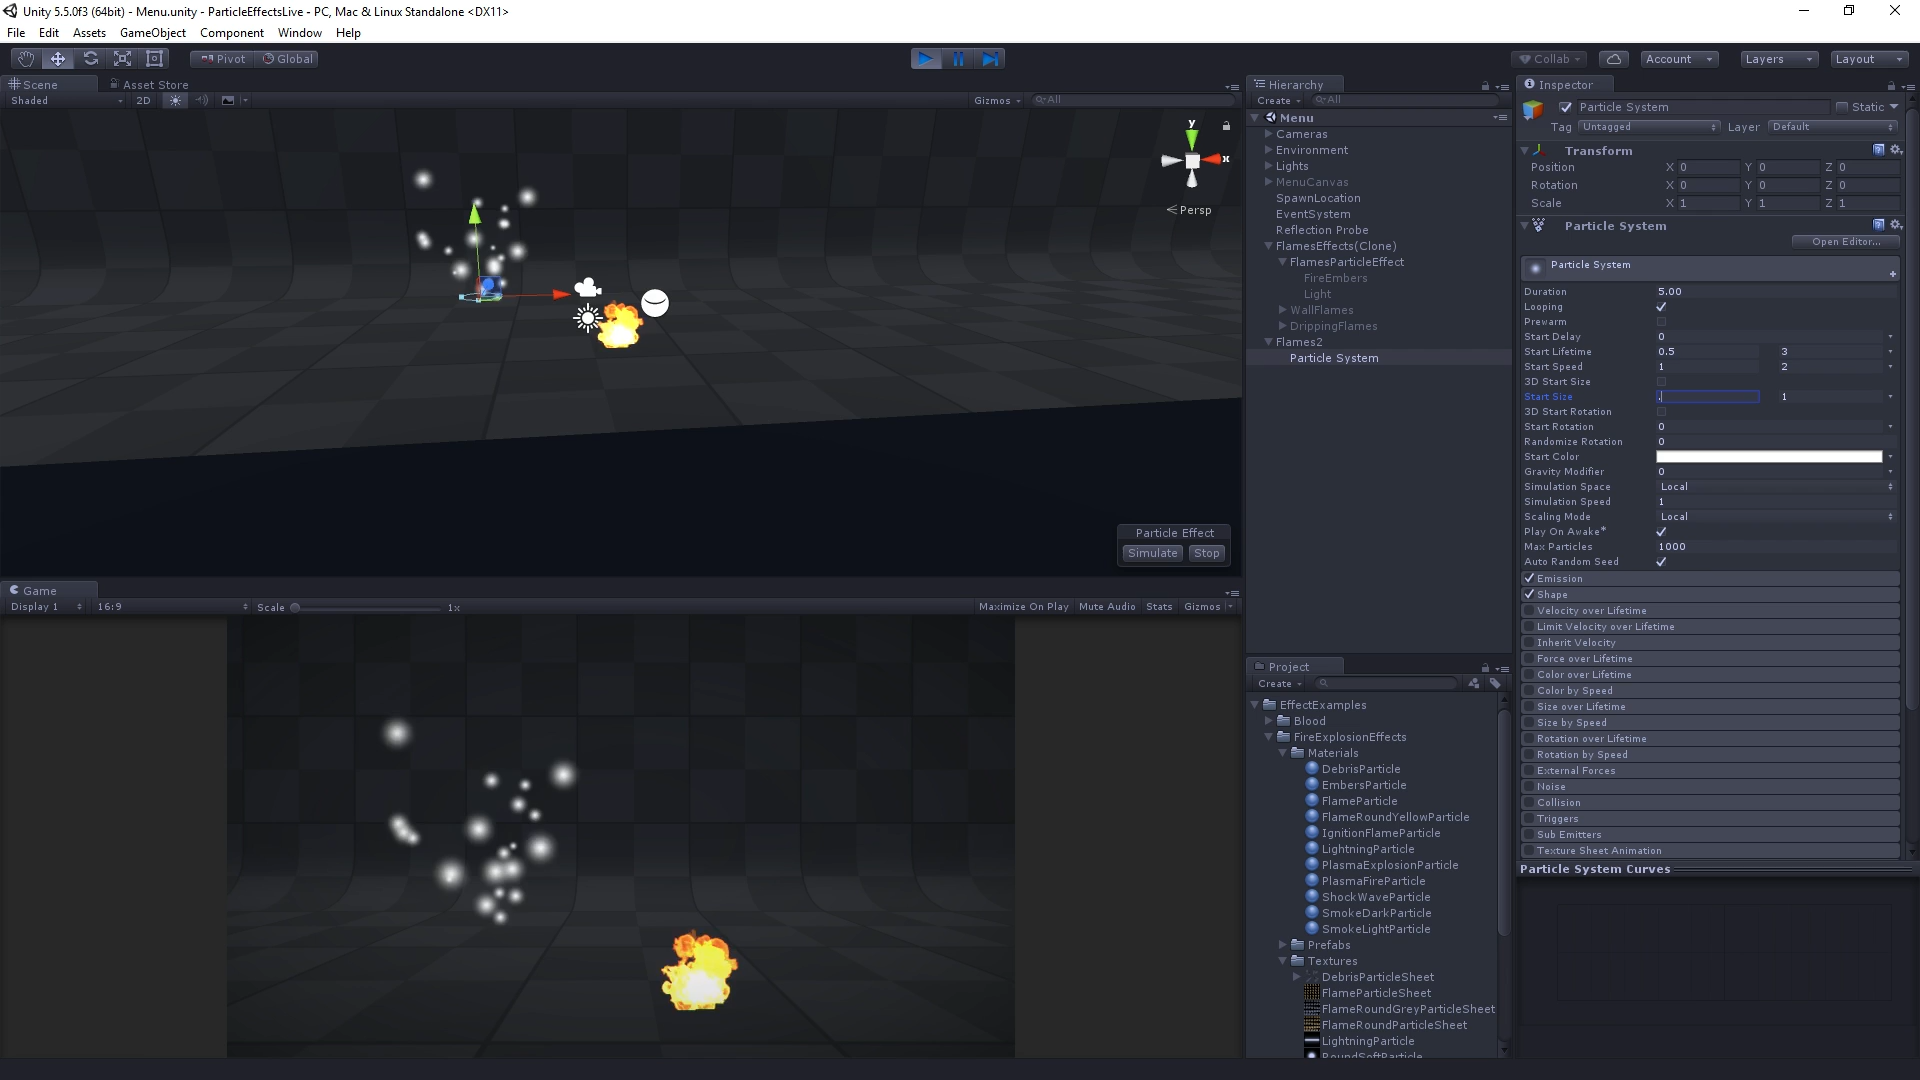 Unity 5.5.0f3 (64bit) - Menu.unity - ParticleEffectsLive - PC, Mac & Linux Standalone <DX11>
File Edit Assets GameObject Component Window Help
Pivot Global
Collab Account Layers Layout
Scene Asset Store
Shaded 2D Gizmos All
y
x
Persp
Particle Effect
Simulate Stop
Game
Display 1 16:9 Scale 1x Maximize On Play Mute Audio Stats Gizmos
Hierarchy
Create All
Menu
Cameras
Environment
Lights
MenuCanvas
SpawnLocation
EventSystem
Reflection Probe
FlamesEffects(Clone)
FlamesParticleEffect
FireEmbers
Light
WallFlames
DrippingFlames
Flames2
Particle System
Project
Create
EffectExamples
Blood
FireExplosionEffects
Materials
DebrisParticle
EmbersParticle
FlameParticle
FlameRoundYellowParticle
IgnitionFlameParticle
LightningParticle
PlasmaExplosionParticle
PlasmaFireParticle
ShockWaveParticle
SmokeDarkParticle
SmokeLightParticle
Prefabs
Textures
DebrisParticleSheet
FlameParticleSheet
FlameRoundGreyParticleSheet
FlameRoundParticleSheet
LightningParticle
RoundSoftParticle
Inspector
Particle System Static
Tag Untagged Layer Default
Transform
Position X 0 Y 0 Z 0
Rotation X 0 Y 0 Z 0
Scale X 1 Y 1 Z 1
Particle System
Open Editor...
Particle System
Duration 5.00
Looping
Prewarm
Start Delay 0
Start Lifetime 0.5 3
Start Speed 1 2
3D Start Size
Start Size . 1
3D Start Rotation
Start Rotation 0
Randomize Rotation 0
Start Color
Gravity Modifier 0
Simulation Space Local
Simulation Speed 1
Scaling Mode Local
Play On Awake*
Max Particles 1000
Auto Random Seed
Emission
Shape
Velocity over Lifetime
Limit Velocity over Lifetime
Inherit Velocity
Force over Lifetime
Color over Lifetime
Color by Speed
Size over Lifetime
Size by Speed
Rotation over Lifetime
Rotation by Speed
External Forces
Noise
Collision
Triggers
Sub Emitters
Texture Sheet Animation
Particle System Curves